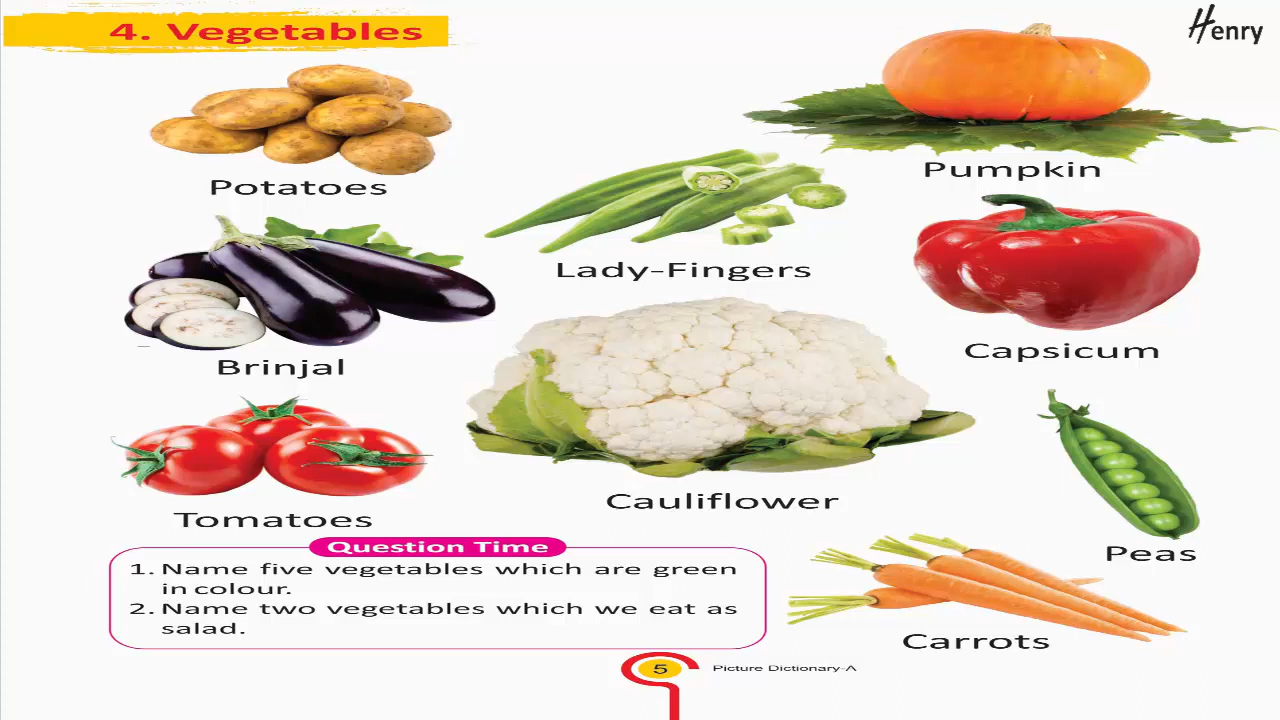 4. Vegetables
Henry
Potatoes
Pumpkin
Lady-Fingers
Brinjal
Capsicum
Tomatoes
Cauliflower
Peas
Carrots
Question Time
1. Name five vegetables which are green
in colour.
2. Name two vegetables which we eat as
salad.
5
Picture Dictionary-A